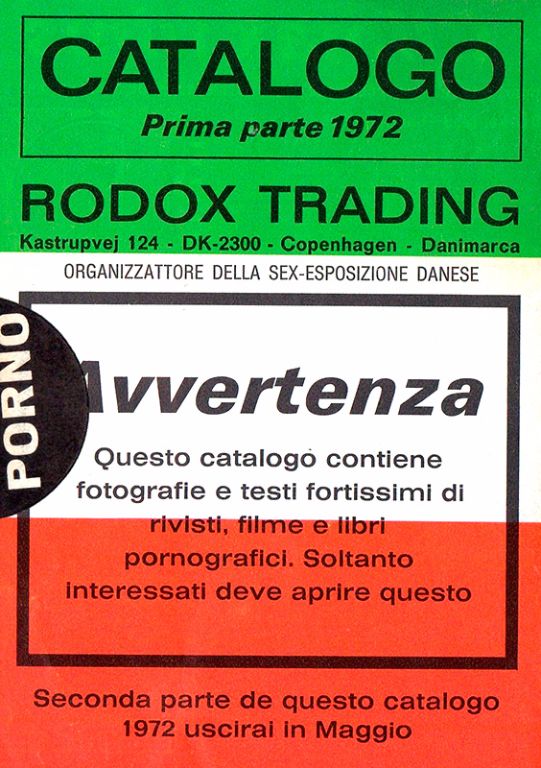 CATALOGO
Prima parte 1972
RODOX TRADING
Kastrupvej 124 - DK-2300 - Copenhagen - Danimarca
ORGANIZZATTORE DELLA SEX-ESPOSIZIONE DANESE
PORNO
Avvertenza
Questo catalogo contiene
fotografie e testi fortissimi di
rivisti, filme e libri
pornografici. Soltanto
interessati deve aprire questo
Seconda parte de questo catalogo
1972 uscirai in Maggio